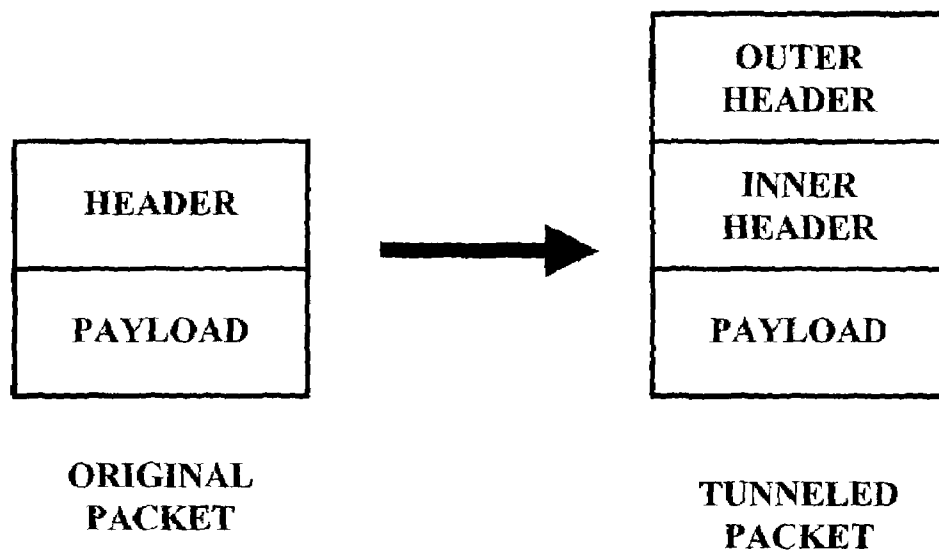 HEADER
PAYLOAD
ORIGINAL
PACKET
OUTER
HEADER
INNER
HEADER
PAYLOAD
TUNNELED
PACKET